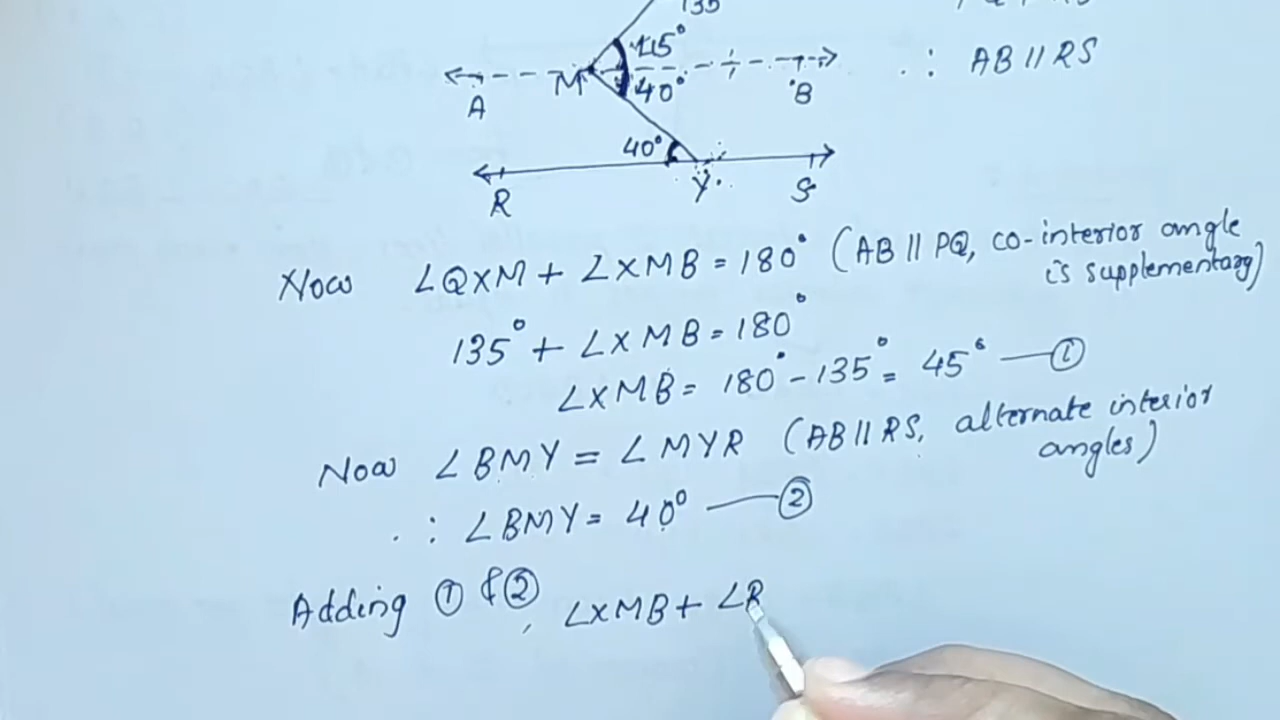 135
45°
∴ AB || RS
M
40°
A
B
40°
R
Y
S
Now ∠QXM + ∠XMB = 180° (AB || PQ, co-interior angle
is supplementary)
135° + ∠XMB = 180°
∠XMB = 180° - 135° = 45° — ①
Now ∠BMY = ∠MYR (AB || RS, alternate interior
angles)
∴ ∠BMY = 40° — ②
Adding ① & ②, ∠XMB + ∠B